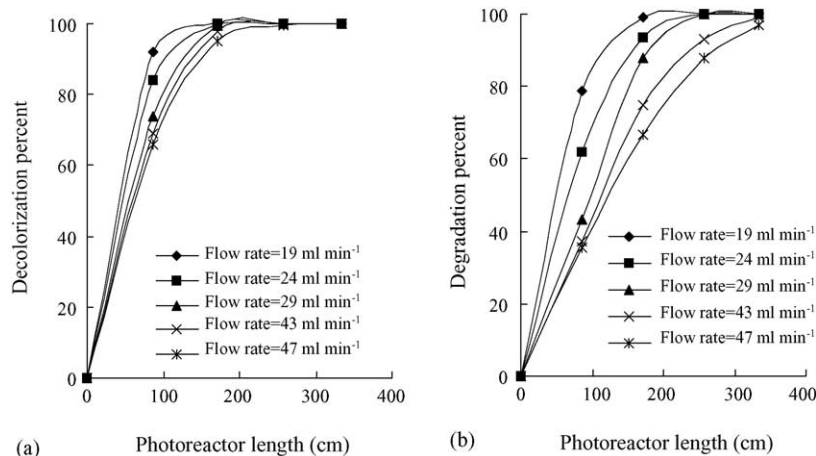 100
80
60
40
20
0
Decolorization percent
Flow rate=19 ml min⁻¹
Flow rate=24 ml min⁻¹
Flow rate=29 ml min⁻¹
Flow rate=43 ml min⁻¹
Flow rate=47 ml min⁻¹
0 100 200 300 400
(a) Photoreactor length (cm)
100
80
60
40
20
0
Degradation percent
Flow rate=19 ml min⁻¹
Flow rate=24 ml min⁻¹
Flow rate=29 ml min⁻¹
Flow rate=43 ml min⁻¹
Flow rate=47 ml min⁻¹
0 100 200 300 400
(b) Photoreactor length (cm)